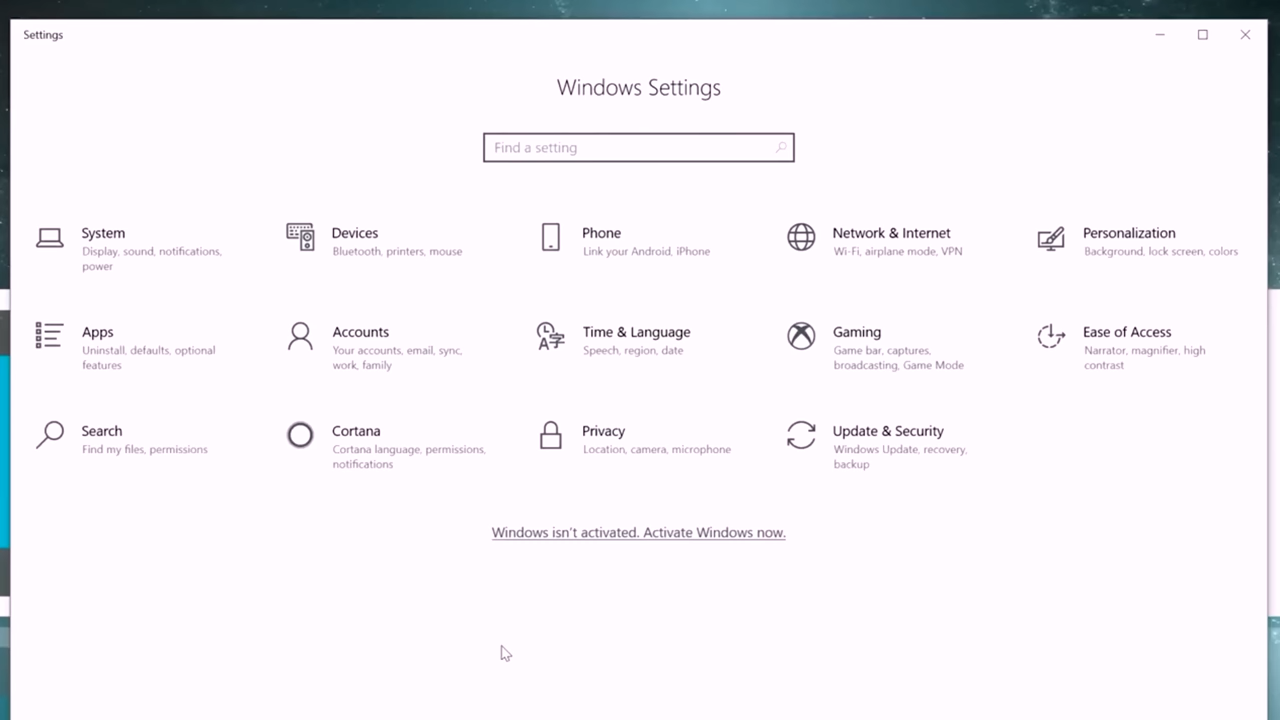 Settings
Windows Settings
Find a setting
System
Display, sound, notifications,
power
Devices
Bluetooth, printers, mouse
Phone
Link your Android, iPhone
Network & Internet
Wi-Fi, airplane mode, VPN
Personalization
Background, lock screen, colors
Apps
Uninstall, defaults, optional
features
Accounts
Your accounts, email, sync,
work, family
Time & Language
Speech, region, date
Gaming
Game bar, captures,
broadcasting, Game Mode
Ease of Access
Narrator, magnifier, high
contrast
Search
Find my files, permissions
Cortana
Cortana language, permissions,
notifications
Privacy
Location, camera, microphone
Update & Security
Windows Update, recovery,
backup
Windows isn't activated. Activate Windows now.